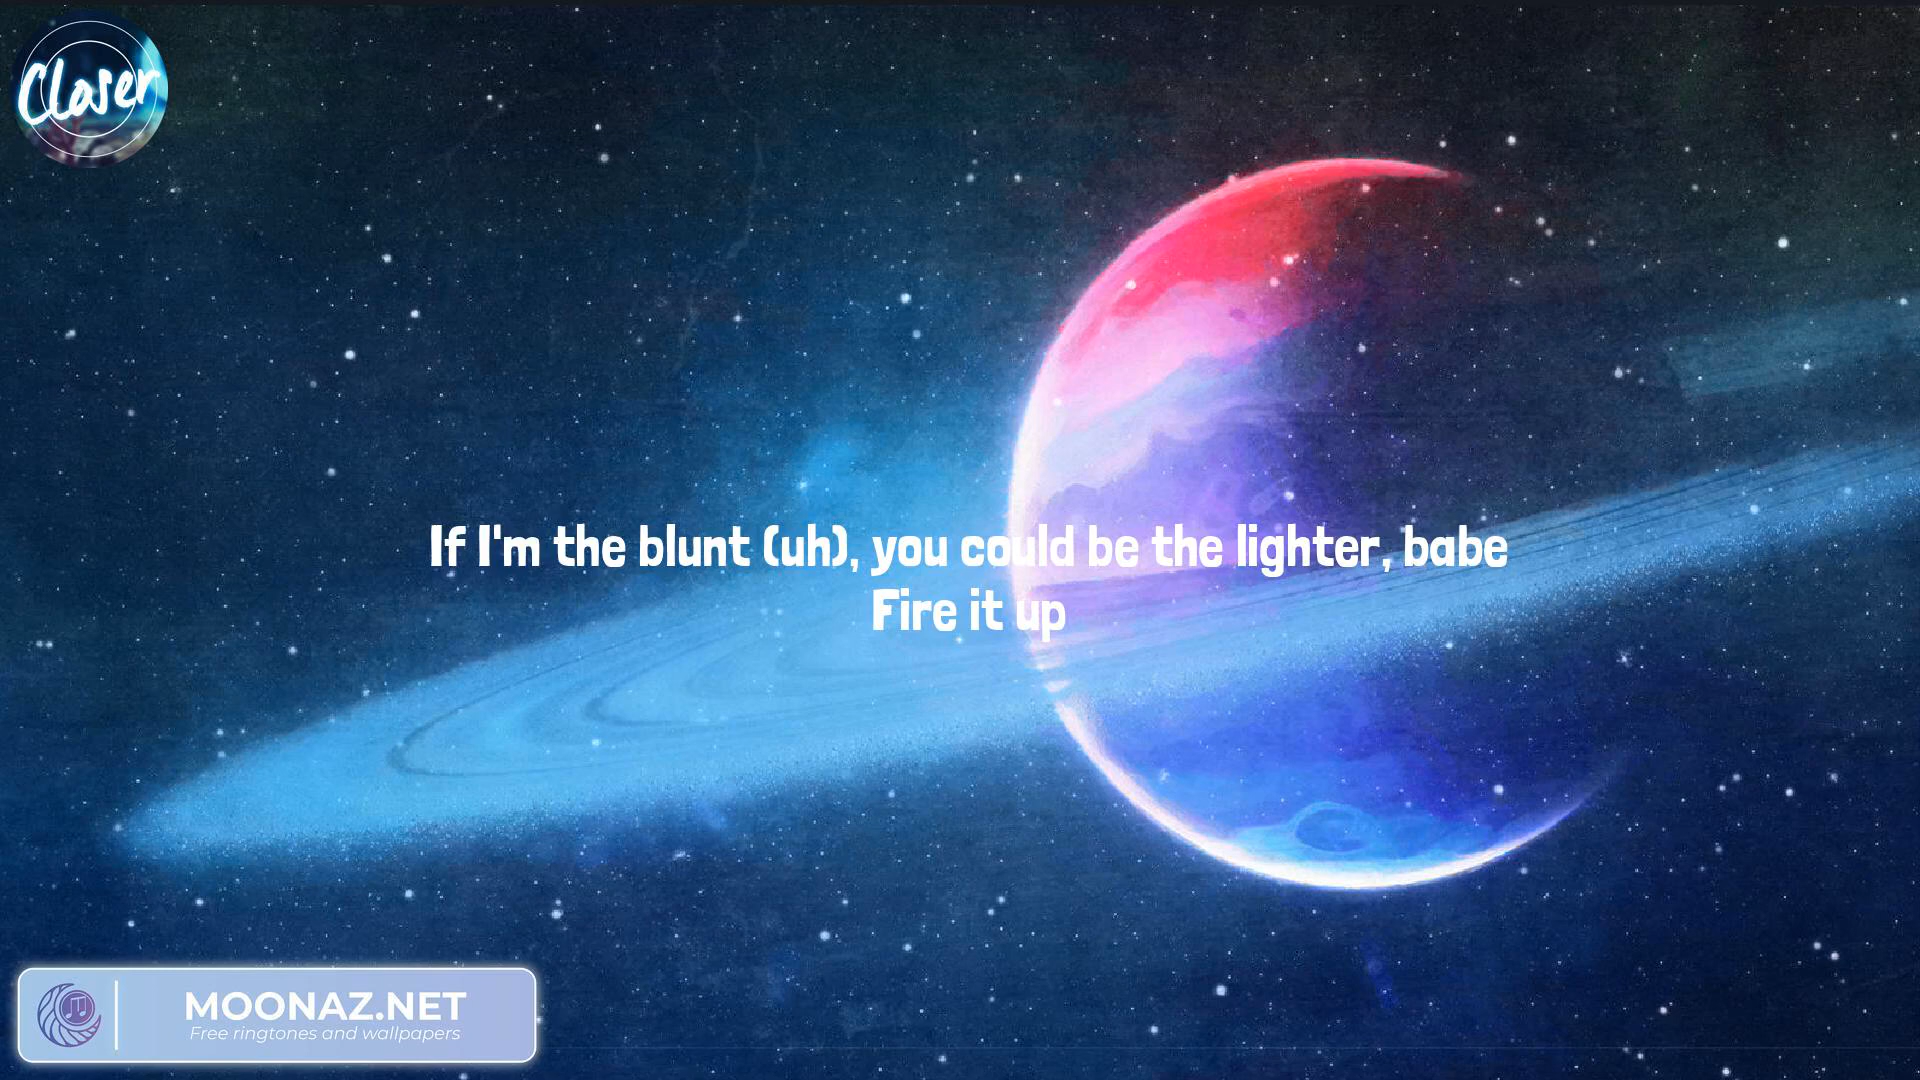 Closer
If I'm the blunt (uh), you could be the lighter, babe
Fire it up
MOONAZ.NET
Free ringtones and wallpapers